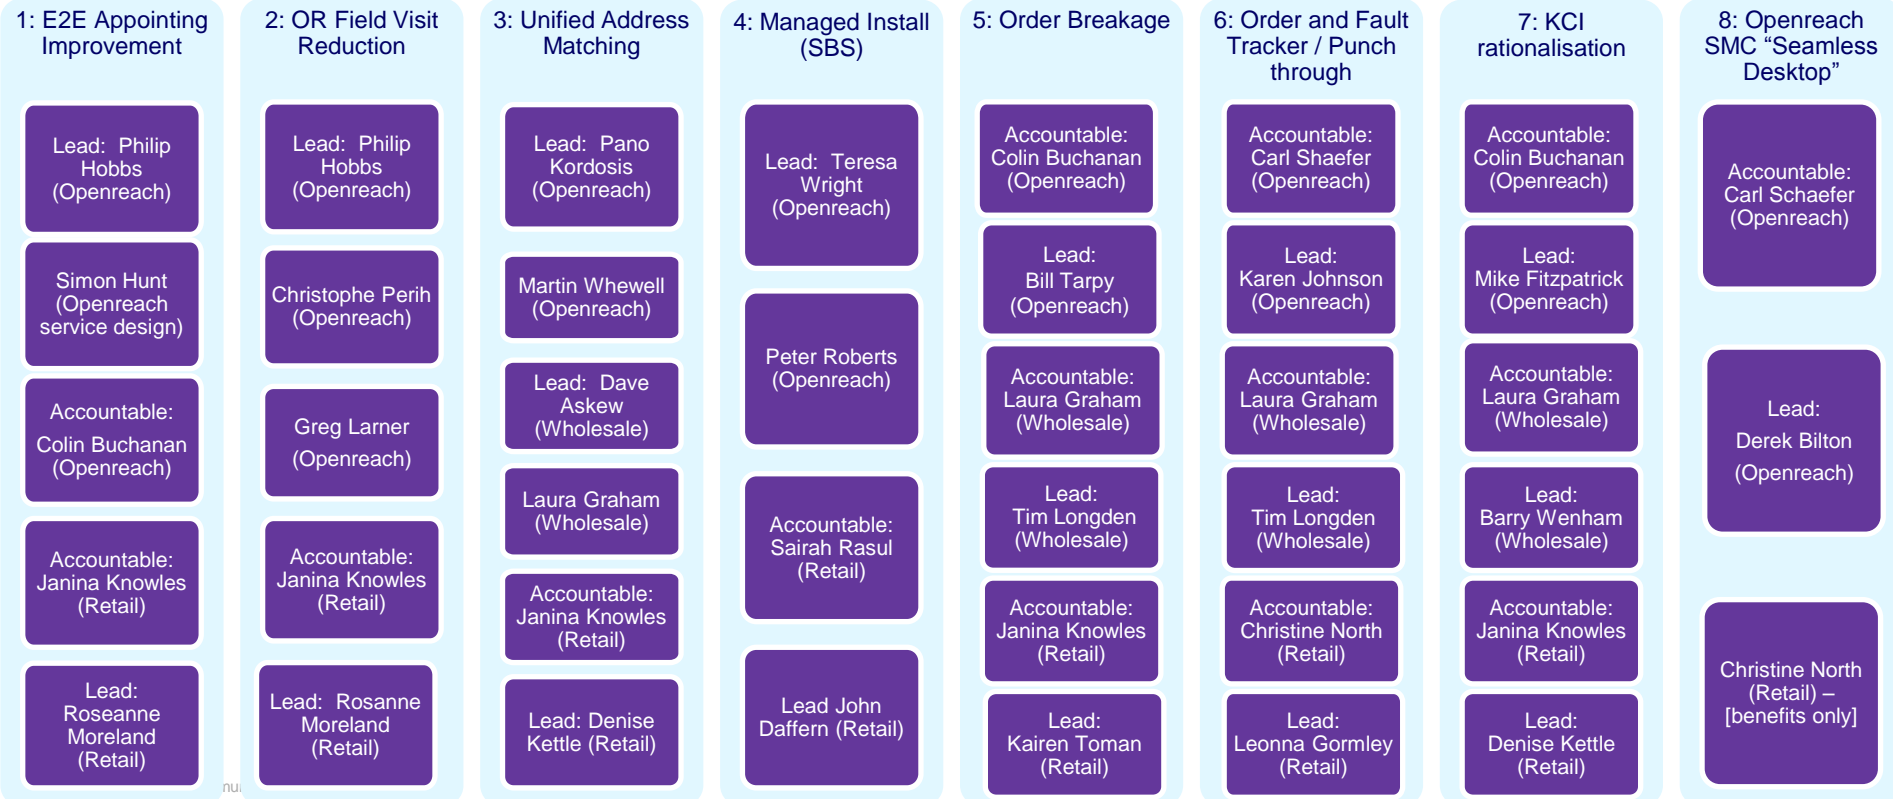 1: E2E Appointing
Improvement
Lead: Philip
Hobbs
(Openreach)
Simon Hunt
(Openreach
service design)
Accountable:
Colin Buchanan
(Openreach)
Accountable:
Janina Knowles
(Retail)
Lead:
Roseanne
Moreland
(Retail)
2: OR Field Visit
Reduction
Lead: Philip
Hobbs
(Openreach)
Christophe Perih
(Openreach)
Greg Larner
(Openreach)
Accountable:
Janina Knowles
(Retail)
Lead: Rosanne
Moreland
(Retail)
3: Unified Address
Matching
Lead: Pano
Kordosis
(Openreach)
Martin Whewell
(Openreach)
Lead: Dave
Askew
(Wholesale)
Laura Graham
(Wholesale)
Accountable:
Janina Knowles
(Retail)
Lead: Denise
Kettle (Retail)
4: Managed Install
(SBS)
Lead: Teresa
Wright
(Openreach)
Peter Roberts
(Openreach)
Accountable:
Sairah Rasul
(Retail)
Lead John
Daffern (Retail)
5: Order Breakage
Accountable:
Colin Buchanan
(Openreach)
Lead:
Bill Tarpy
(Openreach)
Accountable:
Laura Graham
(Wholesale)
Lead:
Tim Longden
(Wholesale)
Accountable:
Janina Knowles
(Retail)
Lead:
Kairen Toman
(Retail)
6: Order and Fault
Tracker / Punch
through
Accountable:
Carl Shaefer
(Openreach)
Lead:
Karen Johnson
(Openreach)
Accountable:
Laura Graham
(Wholesale)
Lead:
Tim Longden
(Wholesale)
Accountable:
Christine North
(Retail)
Lead:
Leonna Gormley
(Retail)
7: KCI
rationalisation
Accountable:
Colin Buchanan
(Openreach)
Lead:
Mike Fitzpatrick
(Openreach)
Accountable:
Laura Graham
(Wholesale)
Lead:
Barry Wenham
(Wholesale)
Accountable:
Janina Knowles
(Retail)
Lead:
Denise Kettle
(Retail)
8: Openreach
SMC “Seamless
Desktop”
Accountable:
Carl Schaefer
(Openreach)
Lead:
Derek Bilton
(Openreach)
Christine North
(Retail) –
[benefits only]